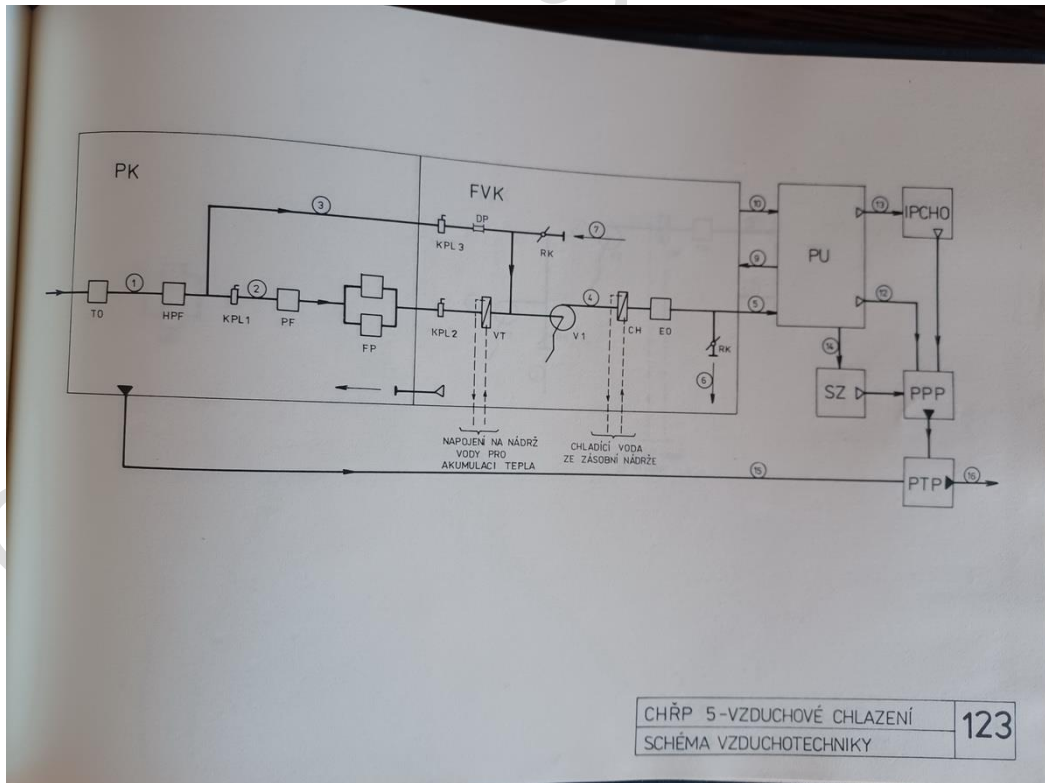 PK
FVK
3
DP
KPL3
7
RK
10
13
IPCHO
PU
9
TO
1
HPF
KPL1
2
PF
FP
KPL2
VT
V1
4
CH
EO
5
RK
6
12
14
SZ
PPP
NAPOJENÍ NA NÁDRŽ
VODY PRO
AKUMULACI TEPLA
CHLADÍCÍ VODA
ZE ZÁSOBNÍ NÁDRŽE
15
PTP
16
CHŘP 5-VZDUCHOVÉ CHLAZENÍ
SCHÉMA VZDUCHOTECHNIKY
123